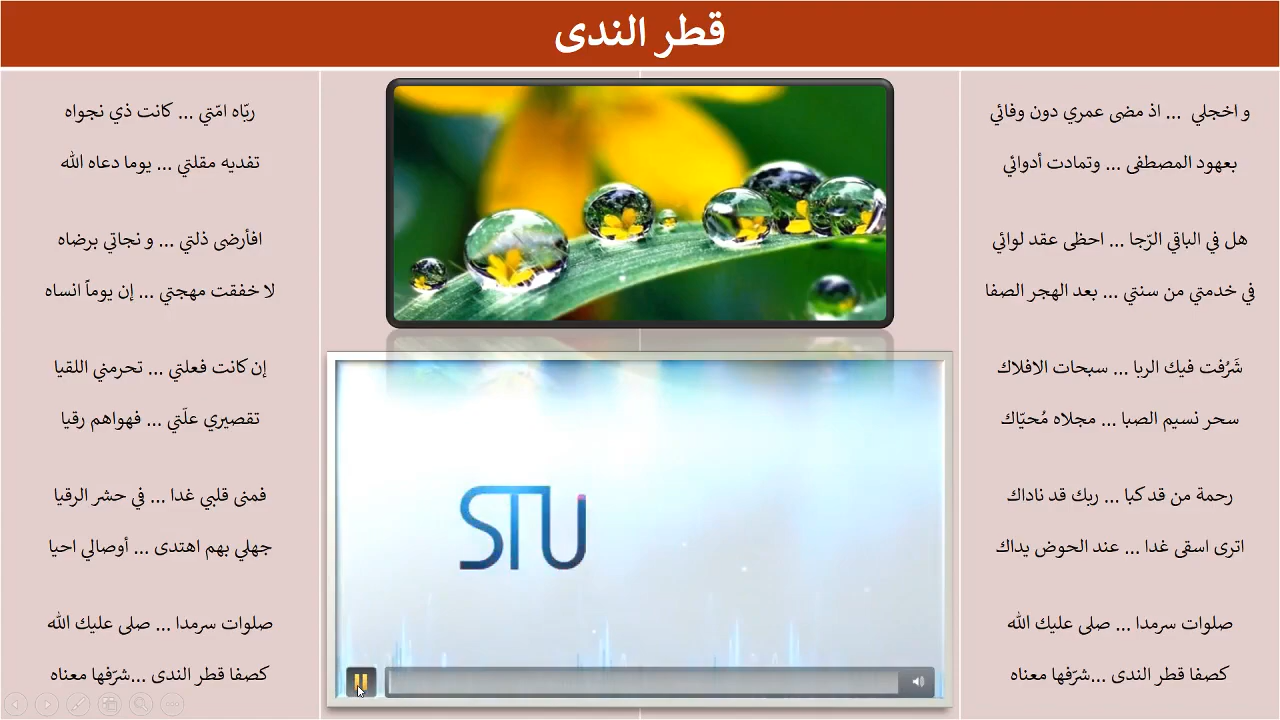 قطر الندى
و اخجلي ... اذ مضى عمري دون وفائي
بعهود المصطفى ... وتمادت أدوائي
هل في الباقي الرّجا ... احظى عقد لوائي
في خدمتي من سنتي ... بعد الهجر الصفا
شَرُفت فيك الربا ... سبحات الافلاك
سحر نسيم الصبا ... مجلاه مُحيّاك
رحمة من قد كبا ... ربك قد ناداك
اترى اسقى غدا ... عند الحوض يداك
صلوات سرمدا ... صلى عليك الله
كصفا قطر الندى ...شرّفها معناه
ربّاه امّتي ... كانت ذي نجواه
تفديه مقلتي ... يوما دعاه الله
افأرضى ذلتي ... و نجاتي برضاه
لا خفقت مهجتي ... إن يوماً انساه
إن كانت فعلتي ... تحرمني اللقيا
تقصيري علّتي ... فهواهم رقيا
فمنى قلبي غدا ... في حشر الرقيا
جهلي بهم اهتدى ... أوصالي احيا
صلوات سرمدا ... صلى عليك الله
كصفا قطر الندى ...شرّفها معناه
STU